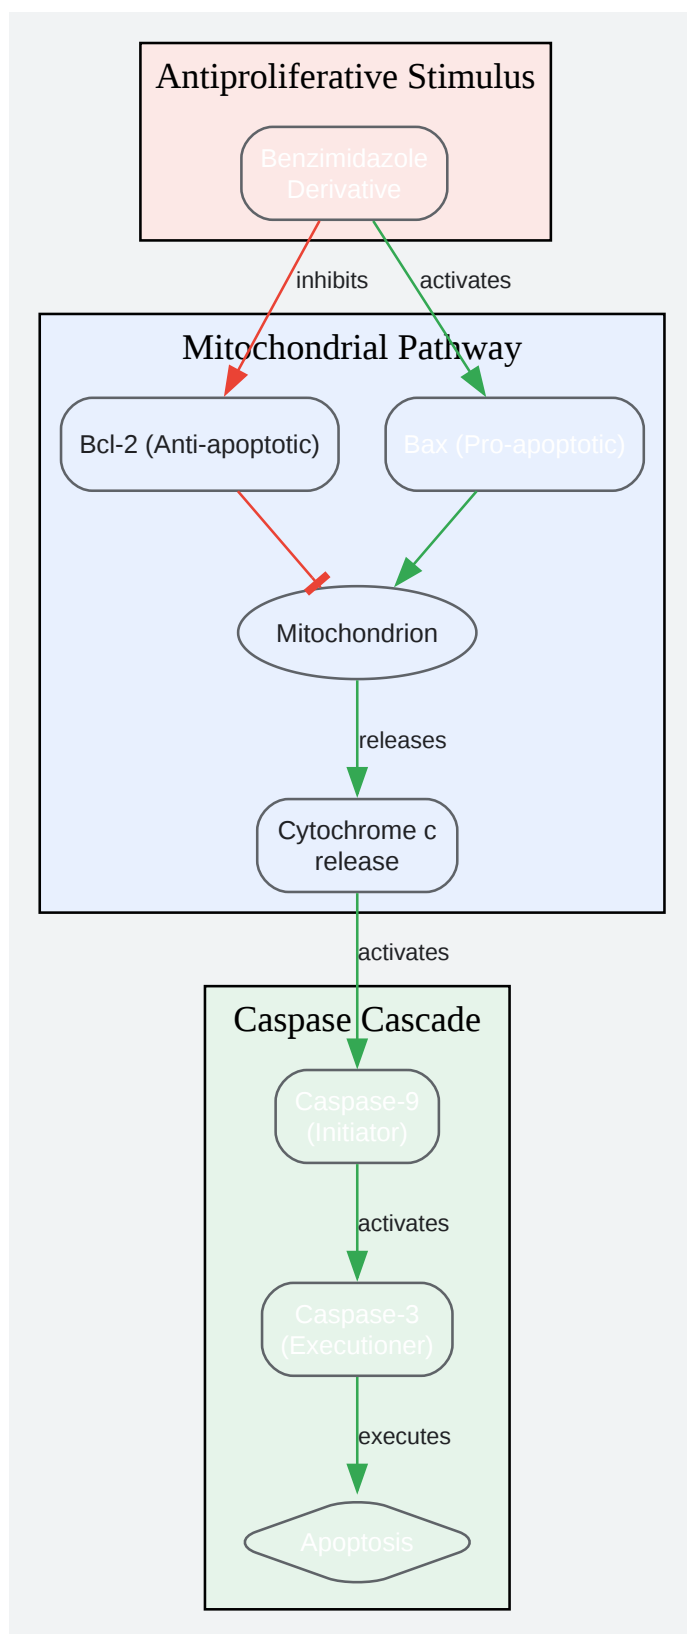 Antiproliferative Stimulus
Benzimidazole
Derivative
inhibits
activates
Mitochondrial Pathway
Bcl-2 (Anti-apoptotic)
Bax (Pro-apoptotic)
Mitochondrion
releases
Cytochrome c
release
activates
Caspase Cascade
Caspase-9
(Initiator)
activates
Caspase-3
(Executioner)
executes
Apoptosis